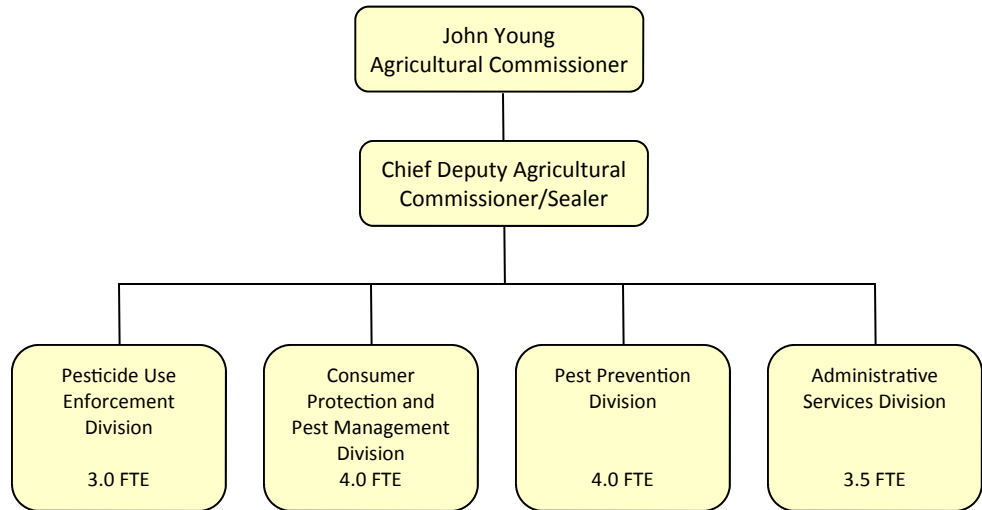 John Young
Agricultural Commissioner
Chief Deputy Agricultural
Commissioner/Sealer
Pesticide Use
Enforcement
Division
3.0 FTE
Consumer
Protection and
Pest Management
Division
4.0 FTE
Pest Prevention
Division
4.0 FTE
Administrative
Services Division
3.5 FTE